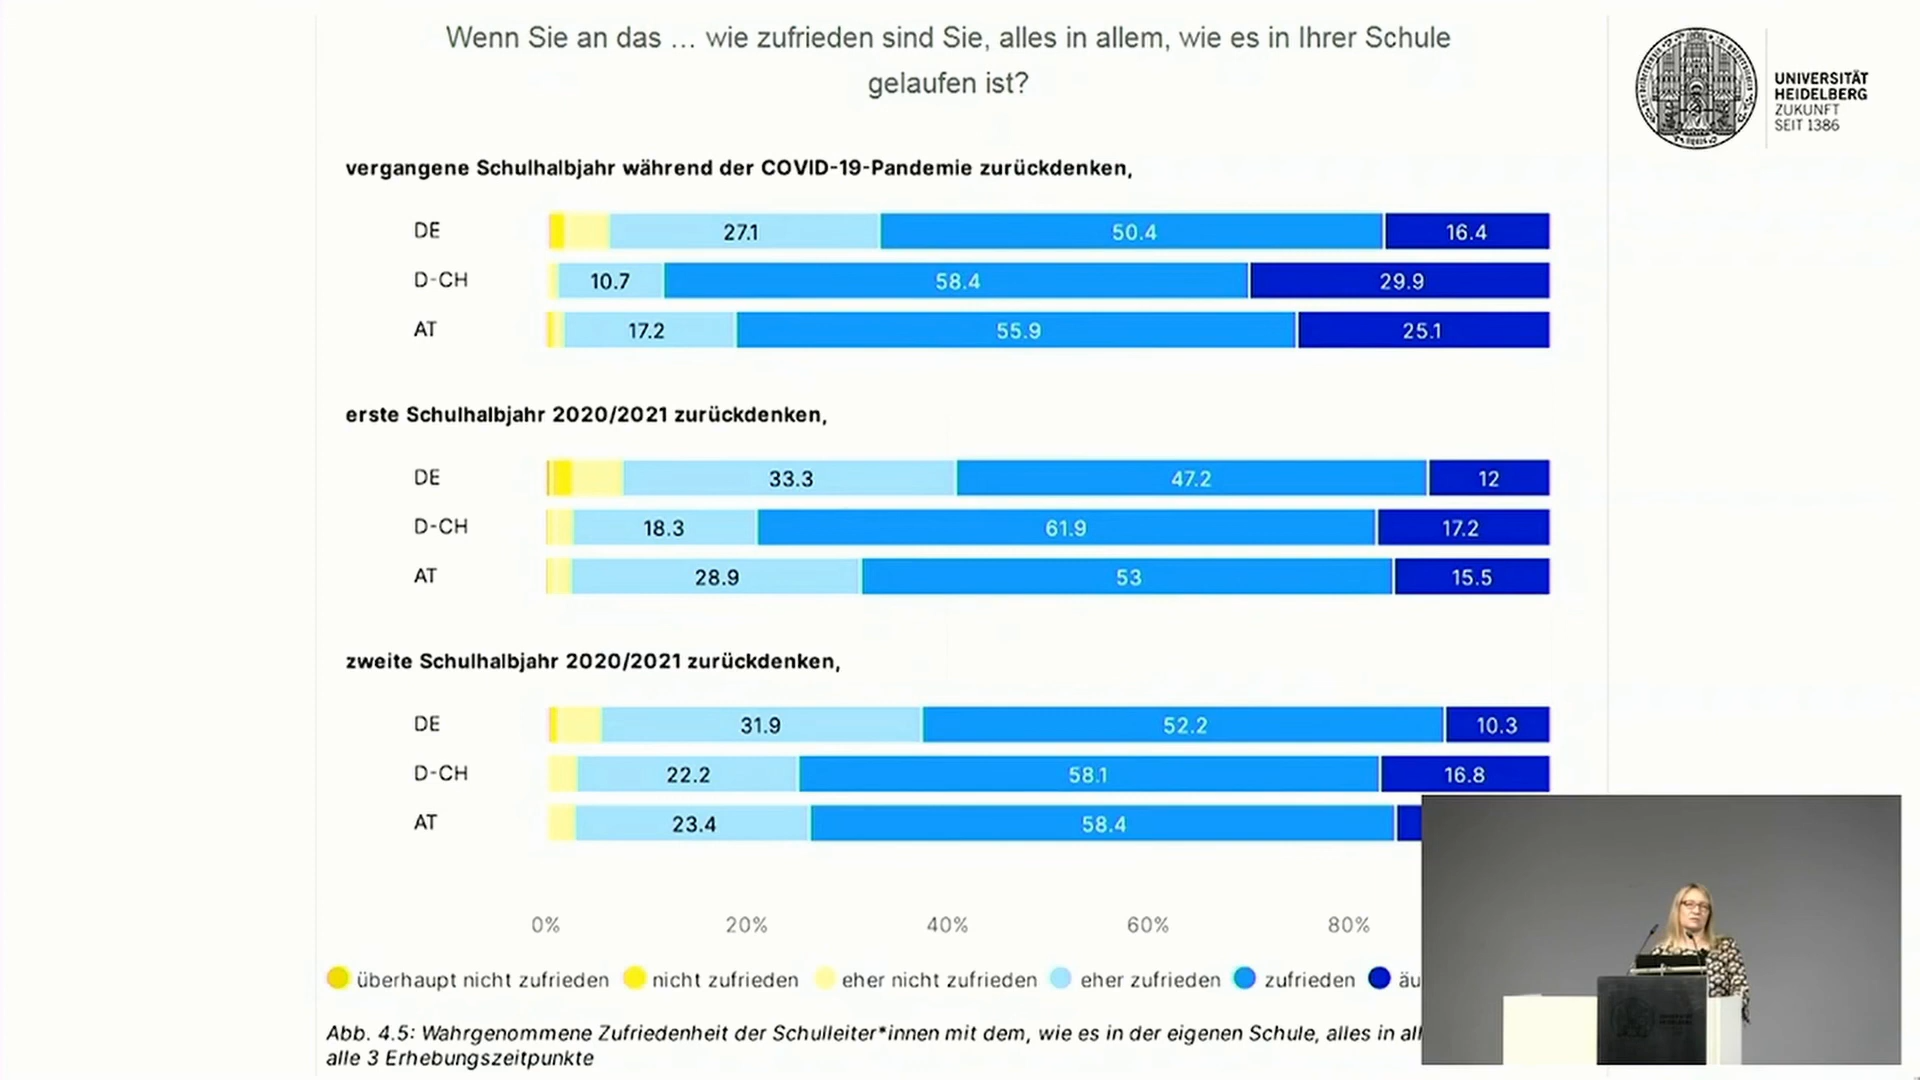 Wenn Sie an das … wie zufrieden sind Sie, alles in allem, wie es in Ihrer Schule
gelaufen ist?
UNIVERSITÄT
HEIDELBERG
ZUKUNFT
SEIT 1386
vergangene Schulhalbjahr während der COVID-19-Pandemie zurückdenken,
DE 27.1 50.4 16.4
D-CH 10.7 58.4 29.9
AT 17.2 55.9 25.1
erste Schulhalbjahr 2020/2021 zurückdenken,
DE 33.3 47.2 12
D-CH 18.3 61.9 17.2
AT 28.9 53 15.5
zweite Schulhalbjahr 2020/2021 zurückdenken,
DE 31.9 52.2 10.3
D-CH 22.2 58.1 16.8
AT 23.4 58.4
0% 20% 40% 60% 80%
überhaupt nicht zufrieden nicht zufrieden eher nicht zufrieden eher zufrieden zufrieden äu
Abb. 4.5: Wahrgenommene Zufriedenheit der Schulleiter*innen mit dem, wie es in der eigenen Schule, alles in all
alle 3 Erhebungszeitpunkte